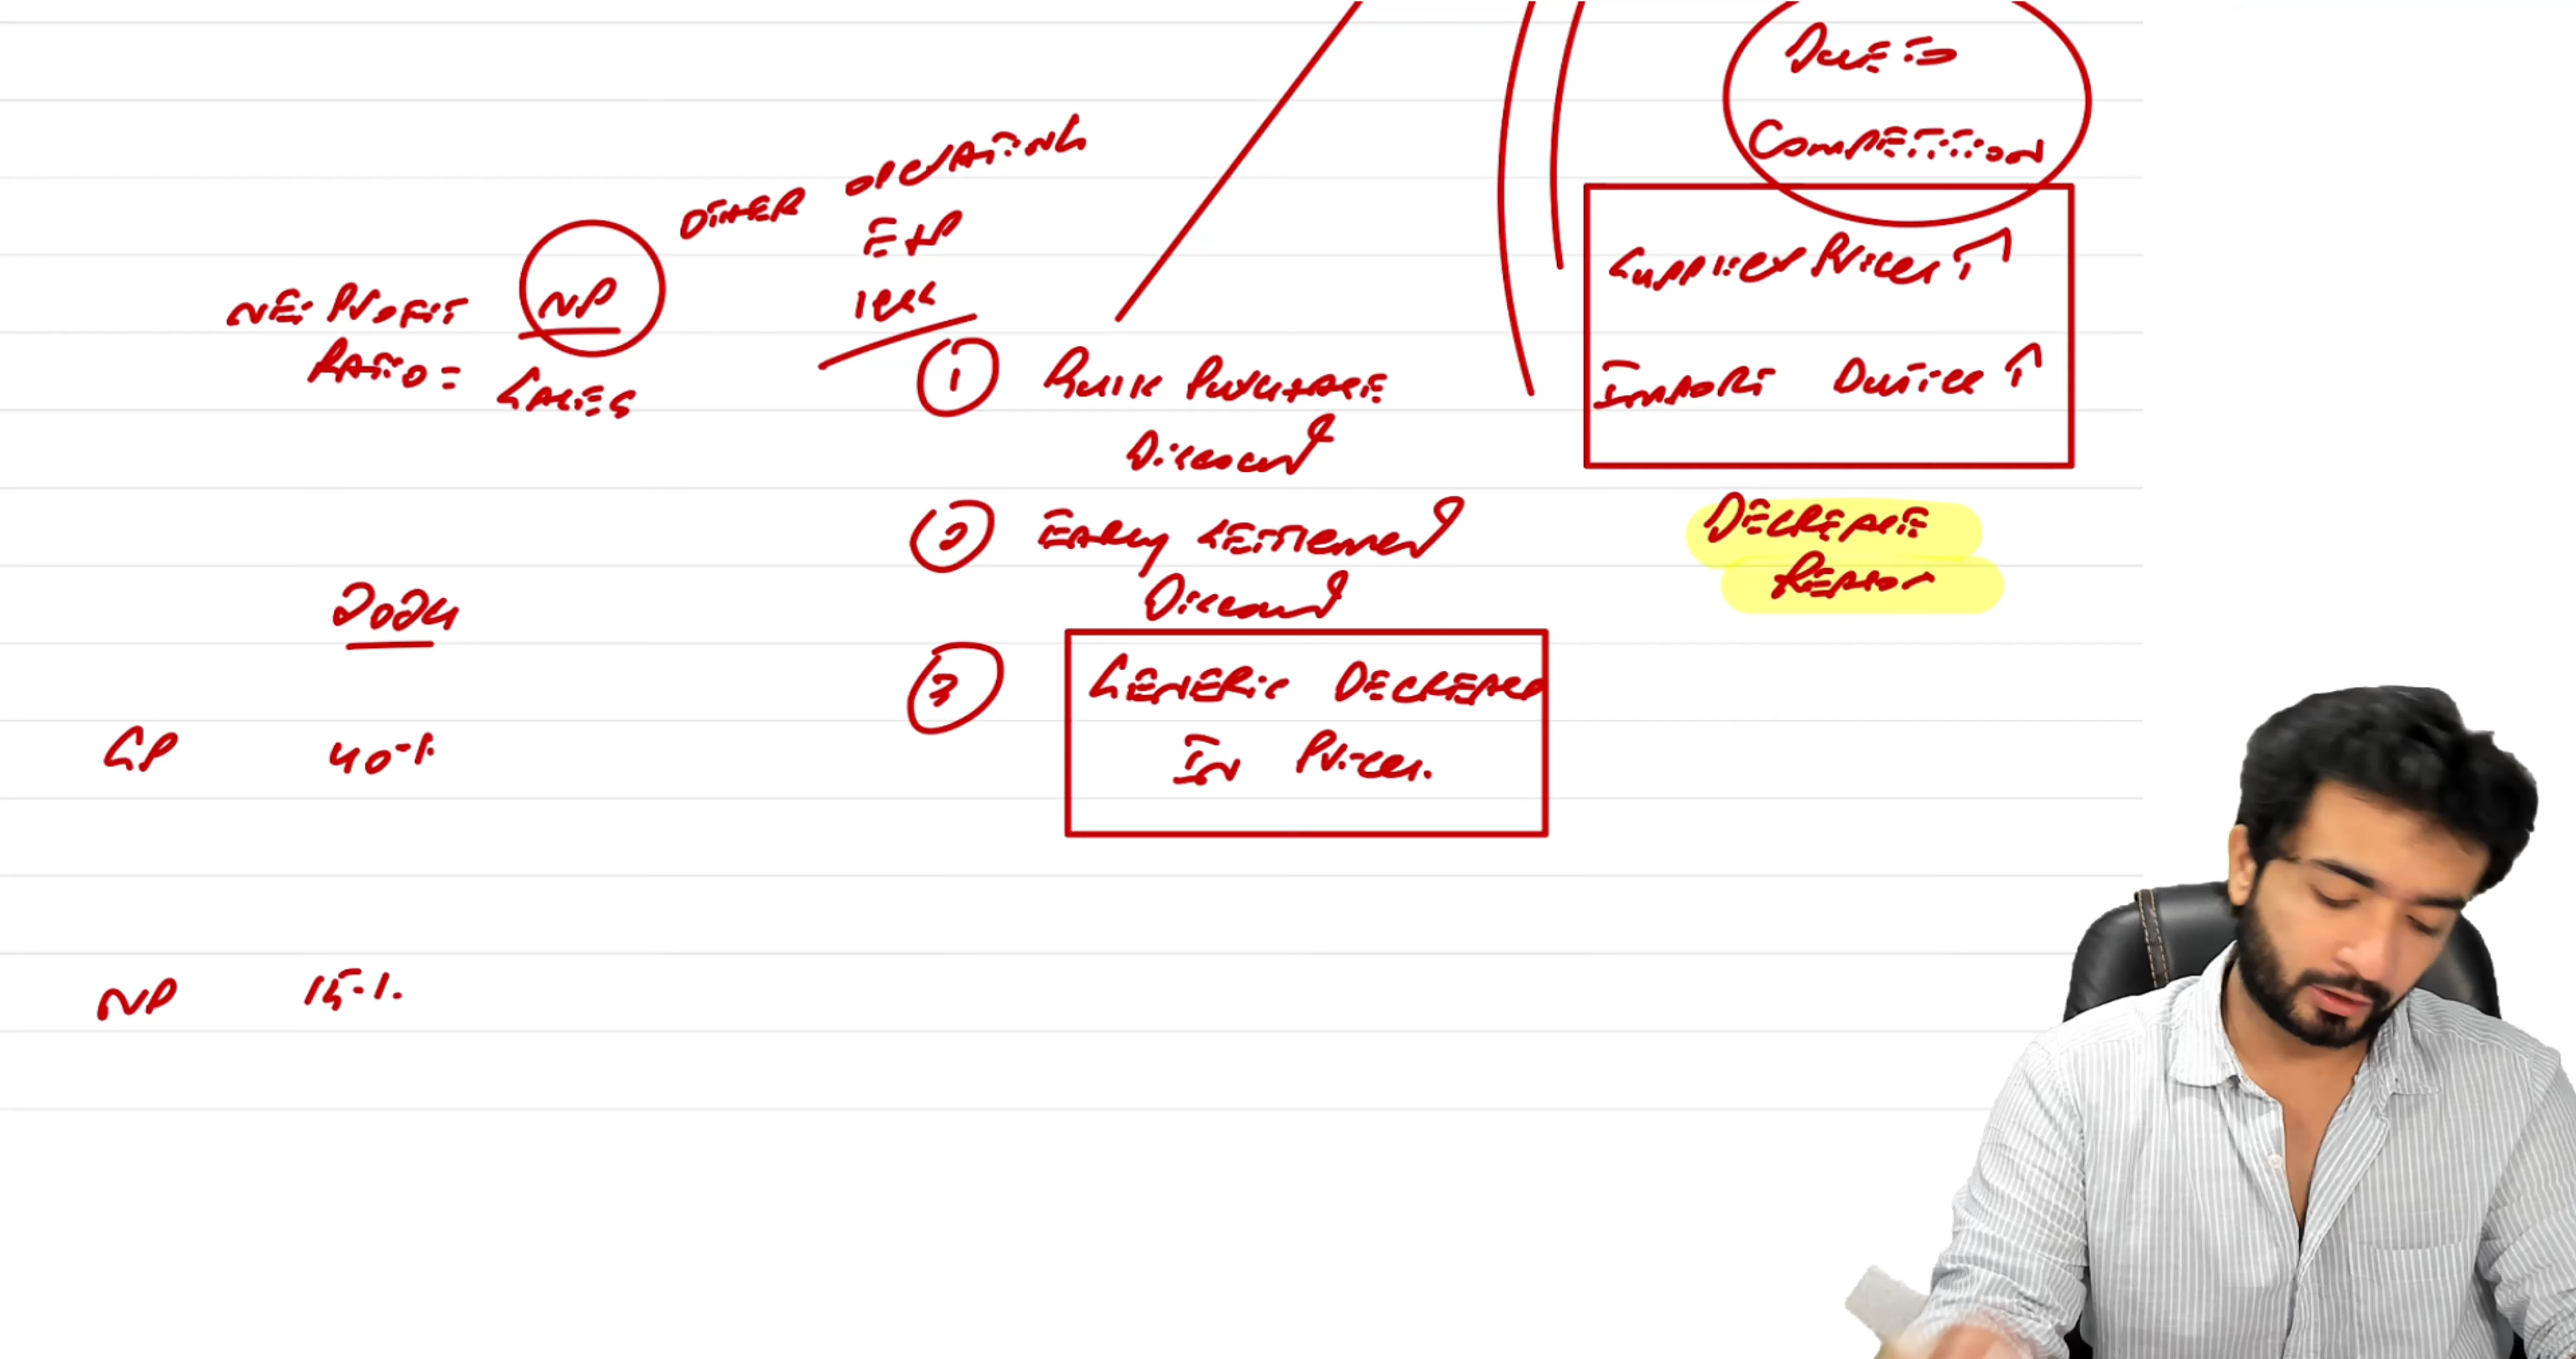 DUE TO
COMPETITION
OTHER OPERATING
EXP
less
NET PROFIT
RATIO =
NP
SALES
Supplier Prices ↑
IMPORT Duties ↑
① BULK PURCHASE
Discount
② EARLY SETTLEMENT
Discount
DECREASE
REASON
2024
③ GENERIC DECREASE
IN Prices.
GP 40%
NP 15%